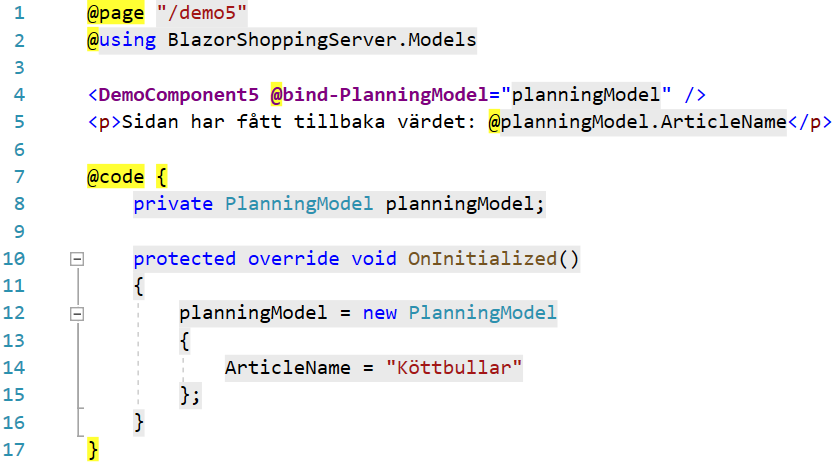 1 @page "/demo5"
2 @using BlazorShoppingServer.Models
3
4 <DemoComponent5 @bind-PlanningModel="planningModel" />
5 <p>Sidan har fått tillbaka värdet: @planningModel.ArticleName</p>
6
7 @code {
8 private PlanningModel planningModel;
9
10 protected override void OnInitialized()
11 {
12 planningModel = new PlanningModel
13 {
14 ArticleName = "Köttbullar"
15 };
16 }
17 }